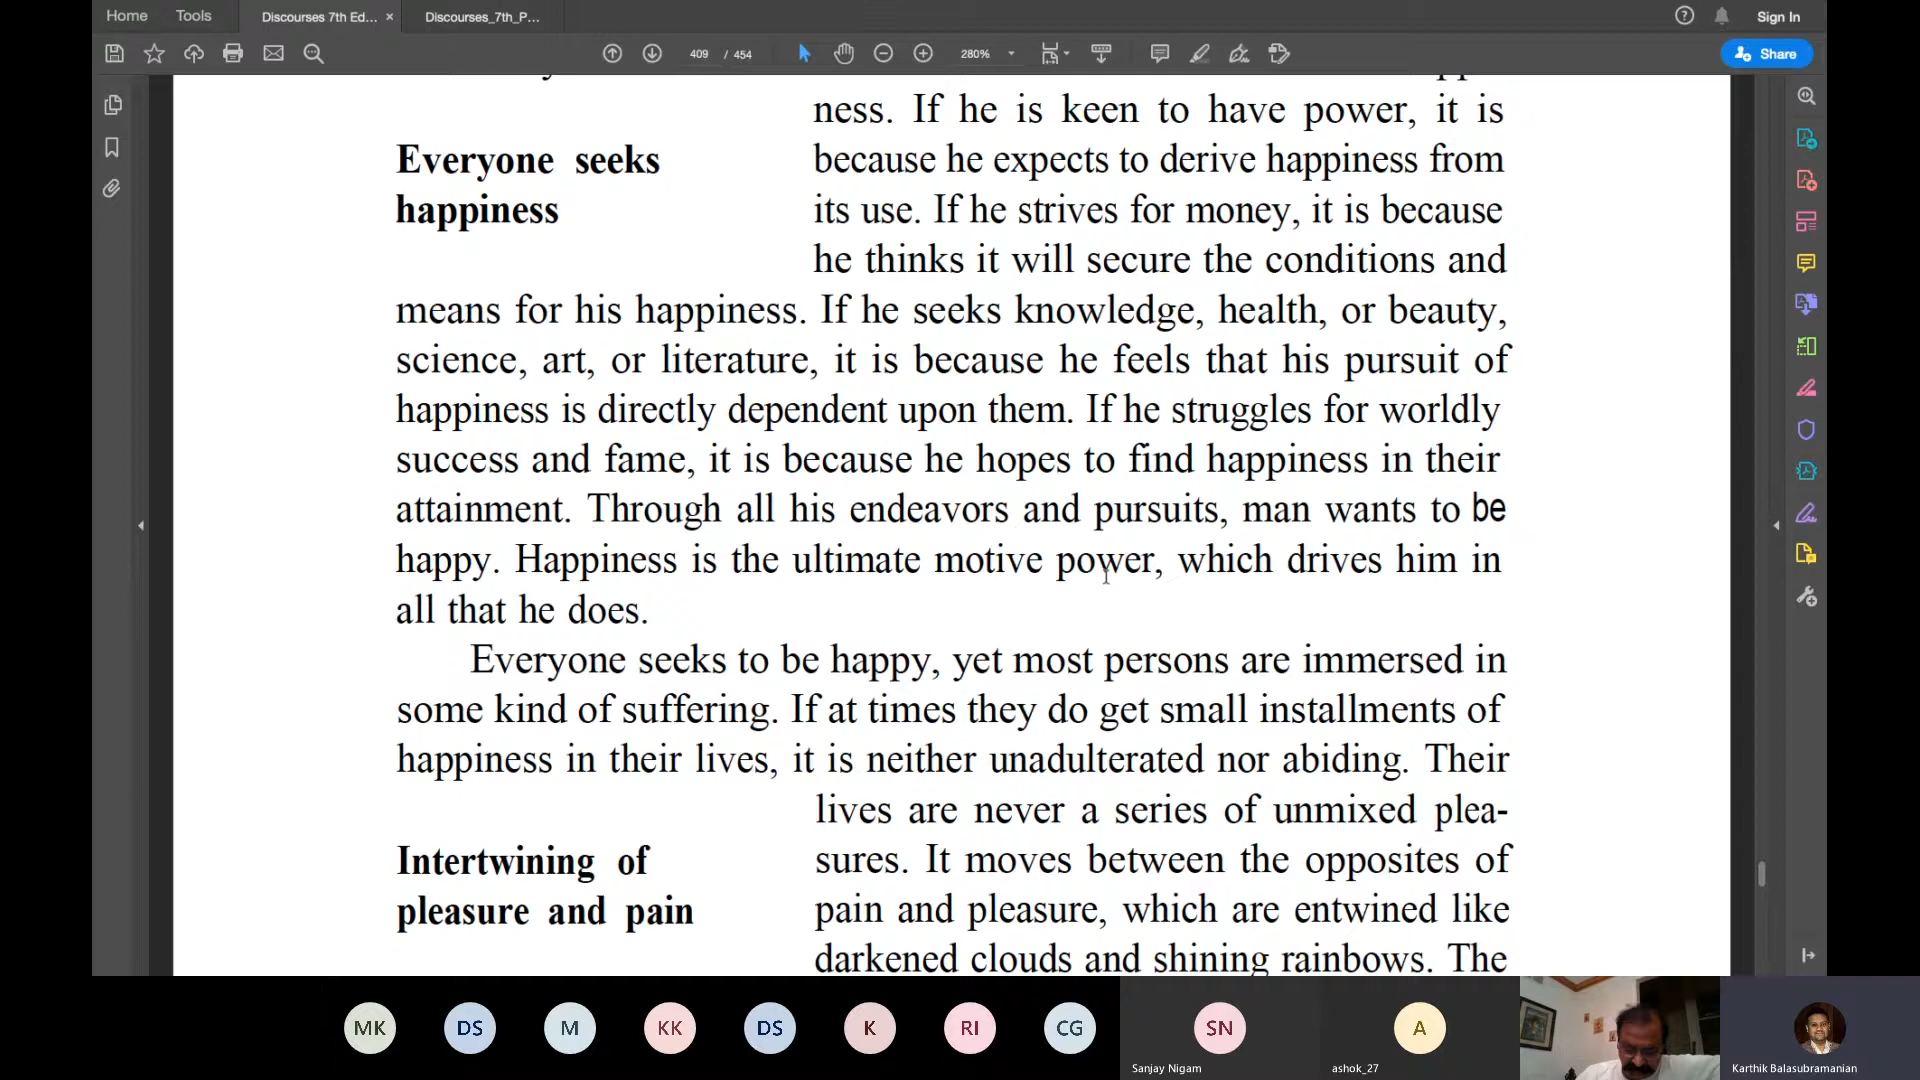 Home Tools Discourses 7th Ed... × Discourses_7th_P... Sign In
409 / 454 280% Share
ness. If he is keen to have power, it is
Everyone seeks
because he expects to derive happiness from
happiness
its use. If he strives for money, it is because
he thinks it will secure the conditions and
means for his happiness. If he seeks knowledge, health, or beauty,
science, art, or literature, it is because he feels that his pursuit of
happiness is directly dependent upon them. If he struggles for worldly
success and fame, it is because he hopes to find happiness in their
attainment. Through all his endeavors and pursuits, man wants to be
happy. Happiness is the ultimate motive power, which drives him in
all that he does.
Everyone seeks to be happy, yet most persons are immersed in
some kind of suffering. If at times they do get small installments of
happiness in their lives, it is neither unadulterated nor abiding. Their
lives are never a series of unmixed plea-
Intertwining of
sures. It moves between the opposites of
pleasure and pain
pain and pleasure, which are entwined like
darkened clouds and shining rainbows. The
MK DS M KK DS K RI CG SN A
Sanjay Nigam ashok_27 Karthik Balasubramanian